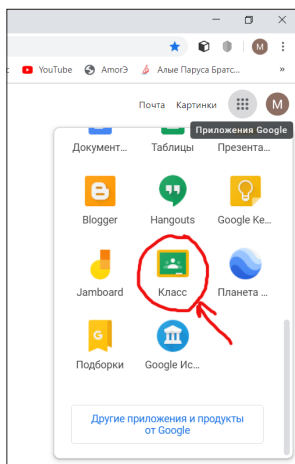 YouTube AmorЭ Алые Паруса Братс... »
Почта Картинки M
Приложения Google
Документ... Таблицы Презента...
Blogger Hangouts Google Ke...
Jamboard Класс Планета ...
G
Подборки Google Ис...
Другие приложения и продукты
от Google